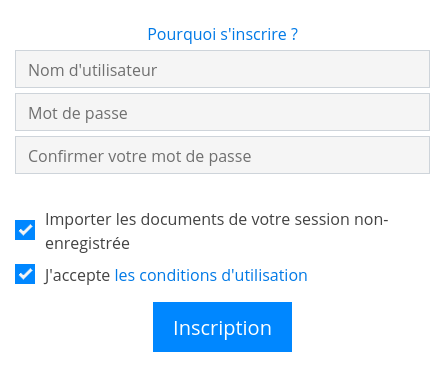 Pourquoi s'inscrire ?
Nom d'utilisateur
Mot de passe
Confirmer votre mot de passe
Importer les documents de votre session non-
enregistrée
J'accepte les conditions d'utilisation
Inscription